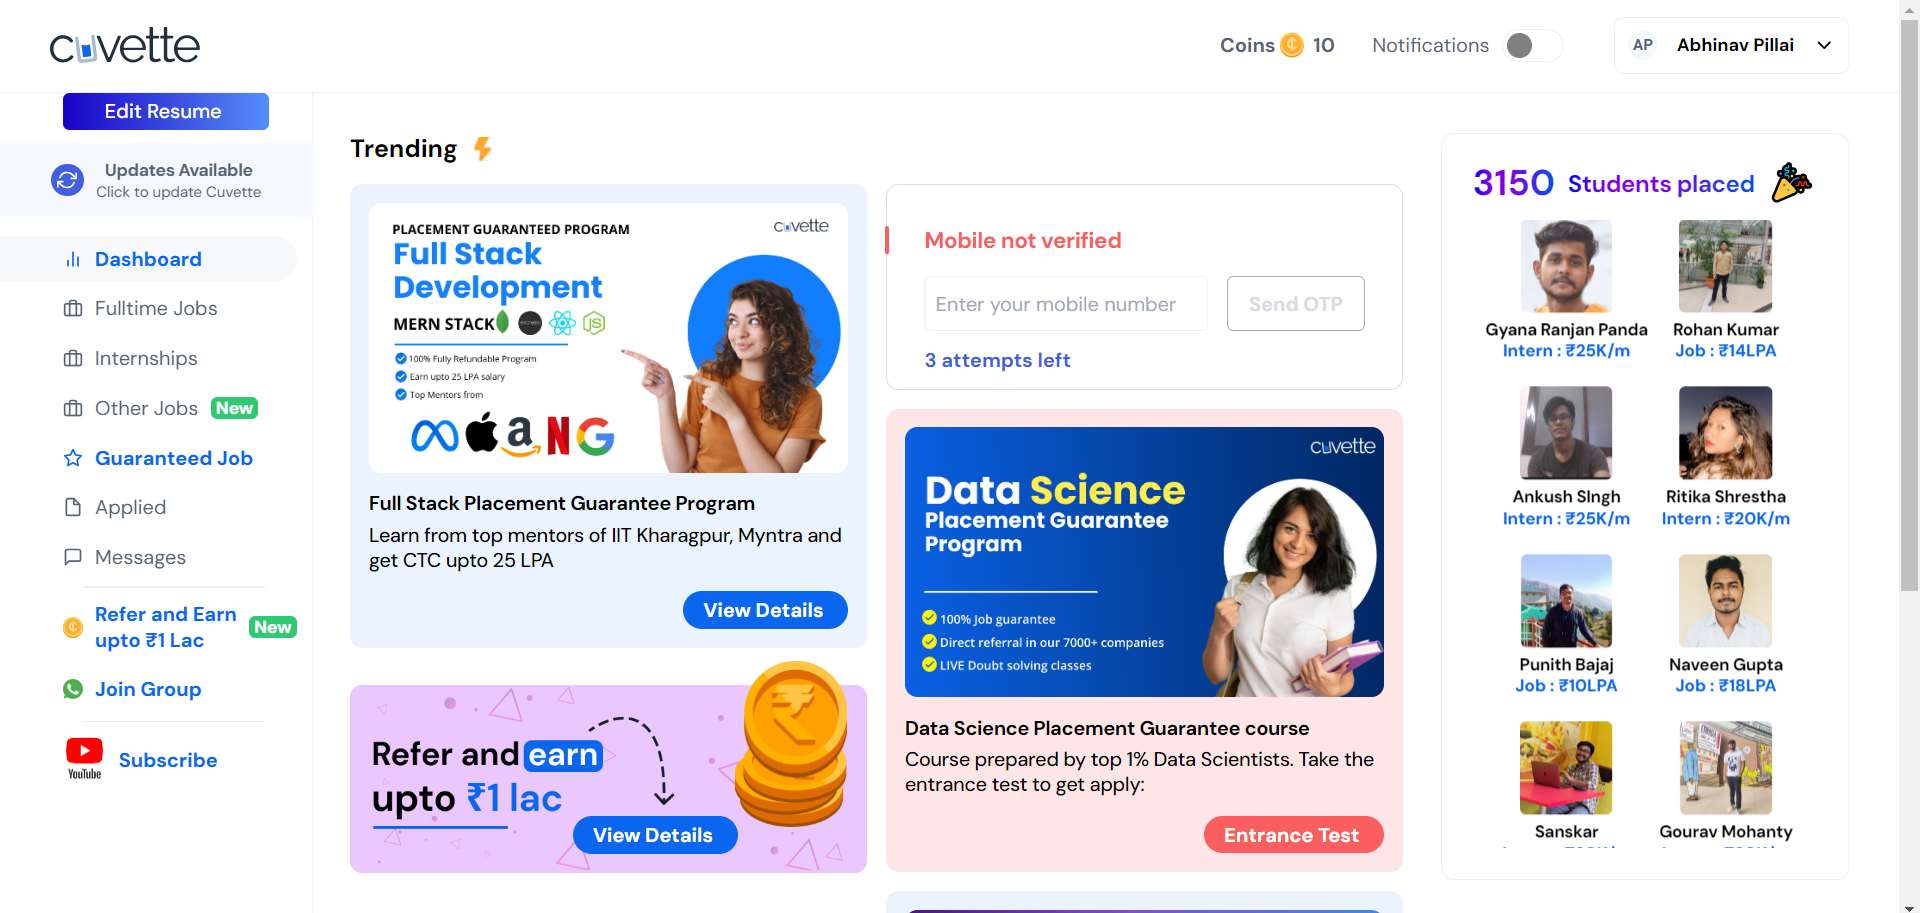 cuvette
Coins 10
Notifications
AP Abhinav Pillai
Edit Resume
Updates Available
Click to update Cuvette
Dashboard
Fulltime Jobs
Internships
Other Jobs New
Guaranteed Job
Applied
Messages
Refer and Earn
upto ₹1 Lac
New
Join Group
YouTube
Subscribe
Trending
cuvette
PLACEMENT GUARANTEED PROGRAM
Full Stack
Development
MERN STACK
100% Fully Refundable Program
Earn upto 25 LPA salary
Top Mentors from
Full Stack Placement Guarantee Program
Learn from top mentors of IIT Kharagpur, Myntra and
get CTC upto 25 LPA
View Details
Refer and earn
upto ₹1 lac
View Details
Mobile not verified
Enter your mobile number
Send OTP
3 attempts left
cuvette
Data Science
Placement Guarantee
Program
100% Job guarantee
Direct referral in our 7000+ companies
LIVE Doubt solving classes
Data Science Placement Guarantee course
Course prepared by top 1% Data Scientists. Take the
entrance test to get apply:
Entrance Test
3150 Students placed
Gyana Ranjan Panda
Intern : ₹25K/m
Rohan Kumar
Job : ₹14LPA
Ankush SIngh
Intern : ₹25K/m
Ritika Shrestha
Intern : ₹20K/m
Punith Bajaj
Job : ₹10LPA
Naveen Gupta
Job : ₹18LPA
Sanskar
Gourav Mohanty